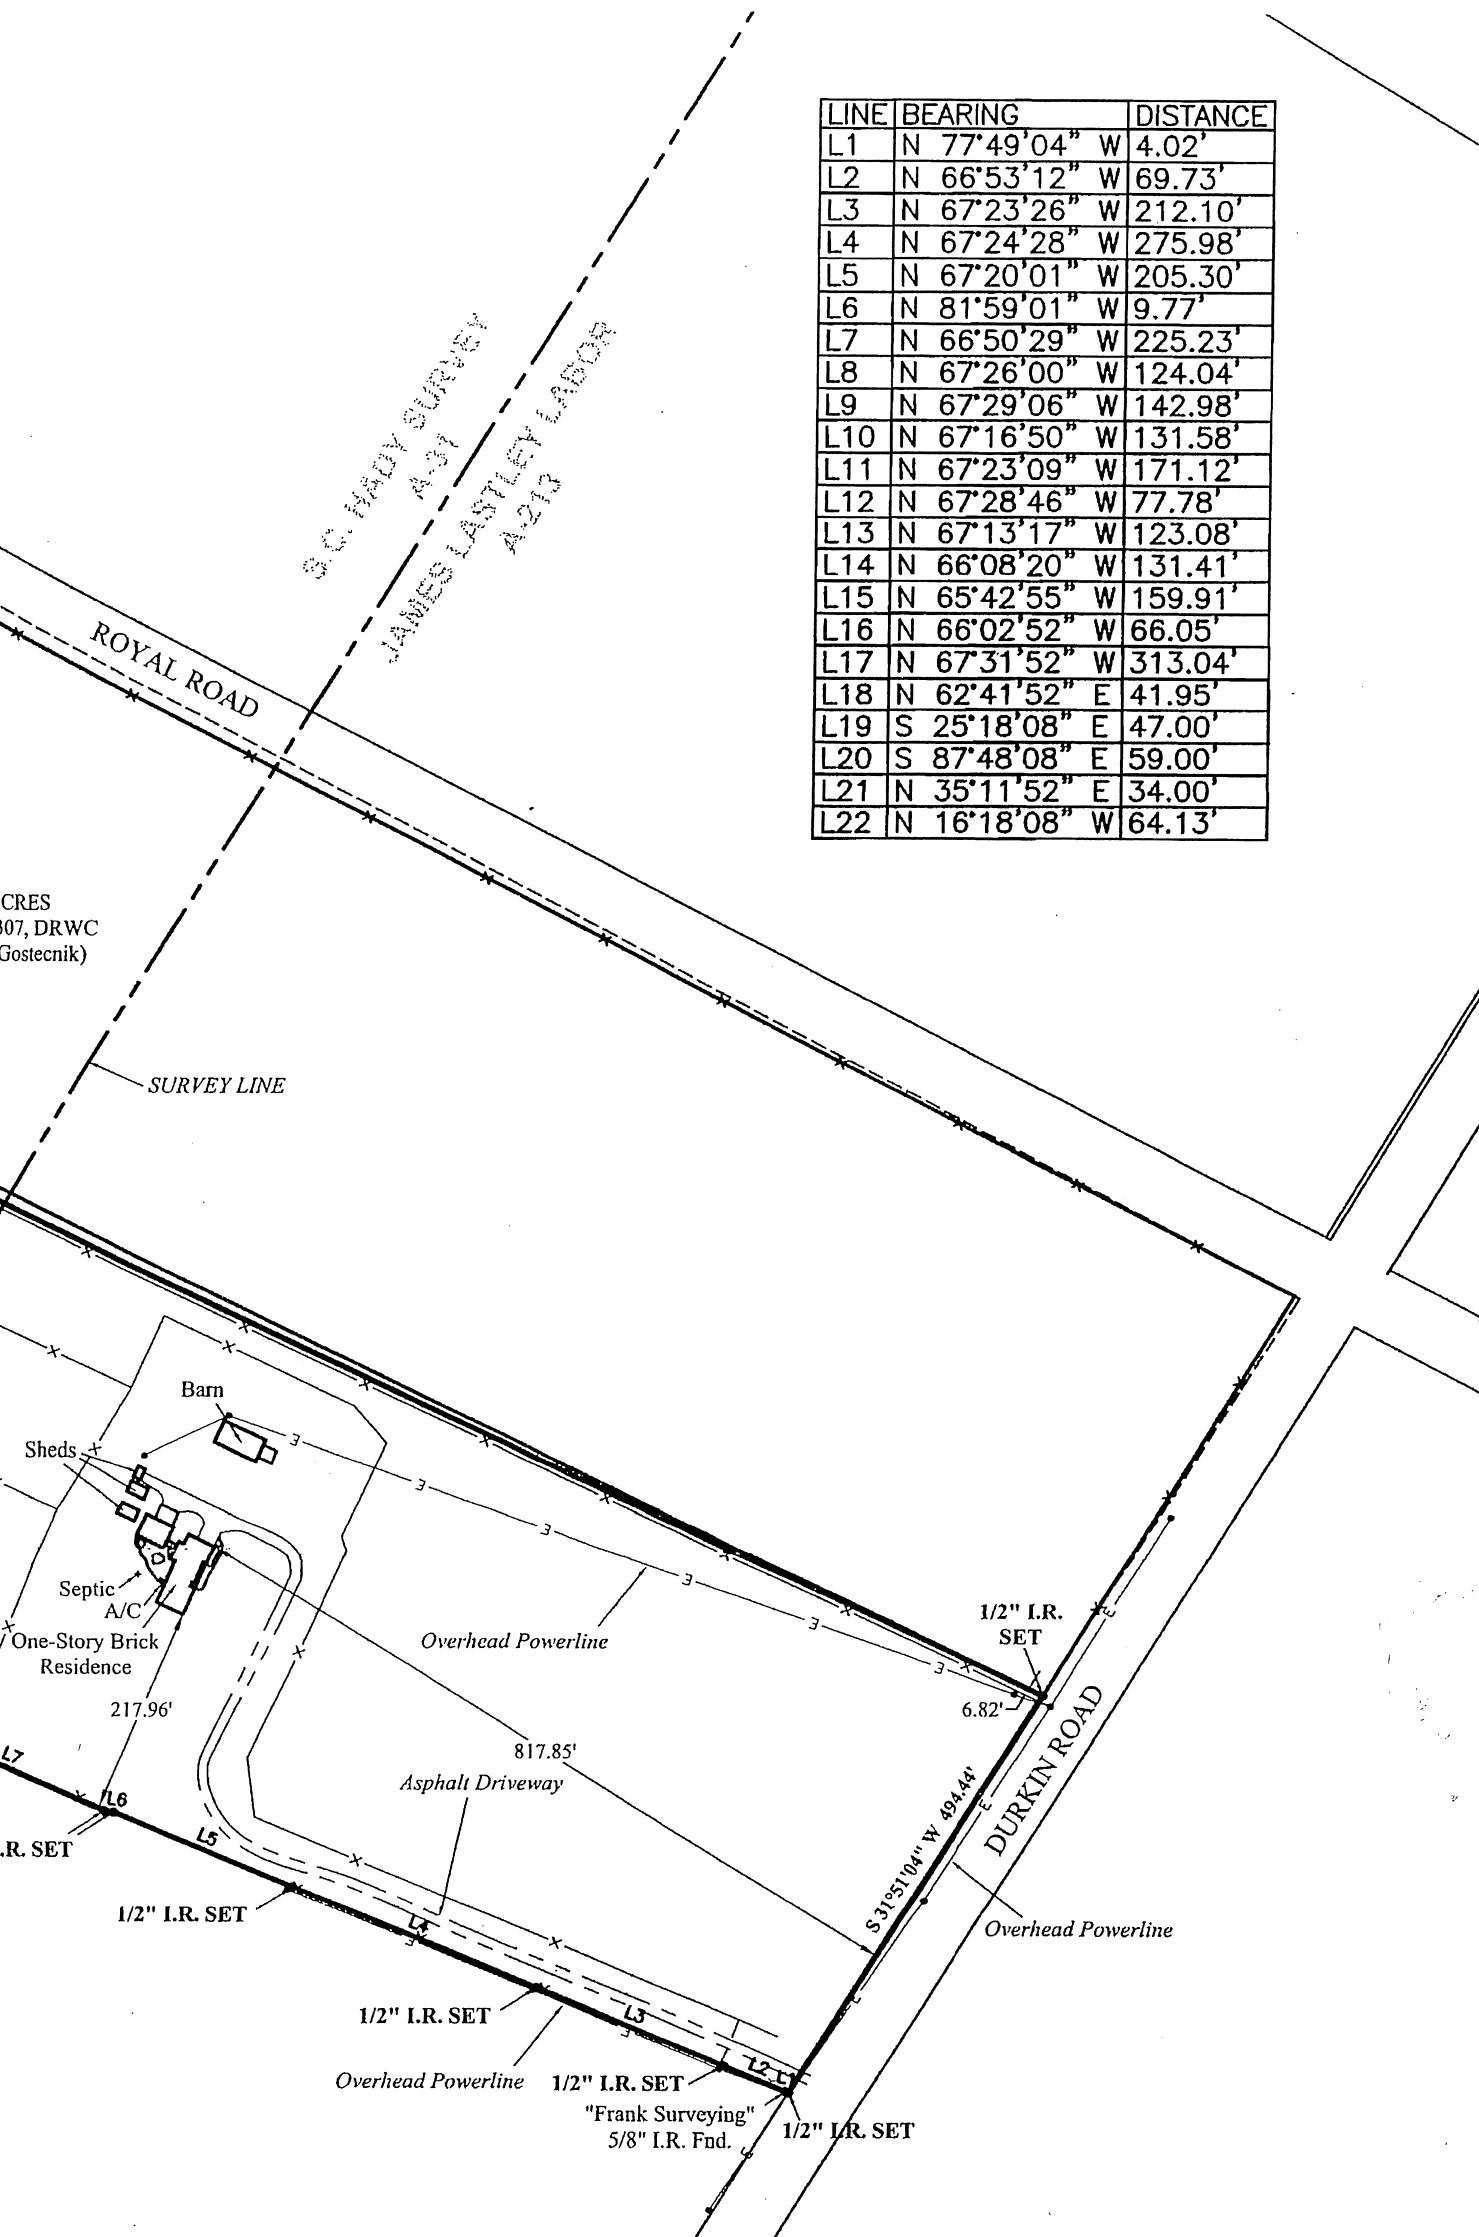 LINE BEARING DISTANCE
L1 N 77°49'04" W 4.02'
L2 N 66°53'12" W 69.73'
L3 N 67°23'26" W 212.10'
L4 N 67°24'28" W 275.98'
L5 N 67°20'01" W 205.30'
L6 N 81°59'01" W 9.77'
L7 N 66°50'29" W 225.23'
L8 N 67°26'00" W 124.04'
L9 N 67°29'06" W 142.98'
L10 N 67°16'50" W 131.58'
L11 N 67°23'09" W 171.12'
L12 N 67°28'46" W 77.78'
L13 N 67°13'17" W 123.08'
L14 N 66°08'20" W 131.41'
L15 N 65°42'55" W 159.91'
L16 N 66°02'52" W 66.05'
L17 N 67°31'52" W 313.04'
L18 N 62°41'52" E 41.95'
L19 S 25°18'08" E 47.00'
L20 S 87°48'08" E 59.00'
L21 N 35°11'52" E 34.00'
L22 N 16°18'08" W 64.13'
S.C. HADY SURVEY
A-31
JAMES LASTLEY LABOR
A-213
ROYAL ROAD
CRES
307, DRWC
Gostecnik)
SURVEY LINE
Barn
Sheds
Septic
A/C
One-Story Brick
Residence
217.96'
Overhead Powerline
1/2" I.R.
SET
6.82'
817.85'
Asphalt Driveway
S 31°51'04" W 494.44'
DURKIN ROAD
Overhead Powerline
L7
L6
.R. SET
L5
1/2" I.R. SET
L4
1/2" I.R. SET
L3
Overhead Powerline
1/2" I.R. SET
L2
L1
"Frank Surveying"
5/8" I.R. Fnd.
1/2" I.R. SET